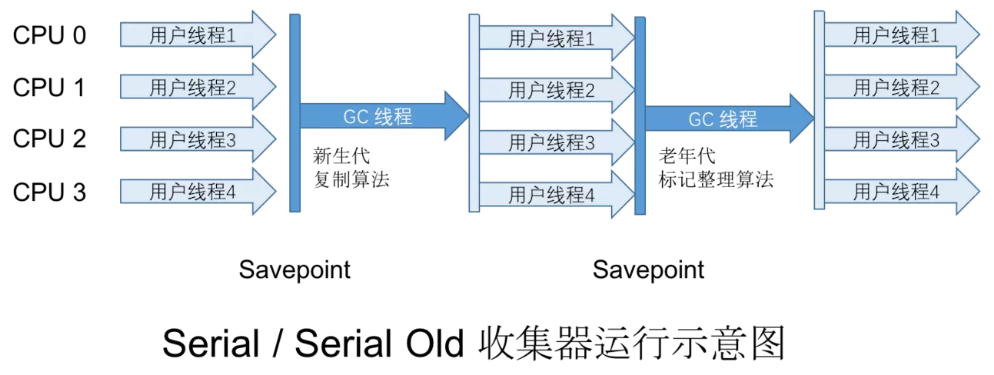 CPU 0 用户线程1 用户线程1 用户线程1
CPU 1 用户线程2 用户线程2 用户线程2
GC 线程 GC 线程
CPU 2 用户线程3 用户线程3 用户线程3
新生代 老年代
复制算法 标记整理算法
CPU 3 用户线程4 用户线程4 用户线程4
Savepoint Savepoint
Serial / Serial Old 收集器运行示意图